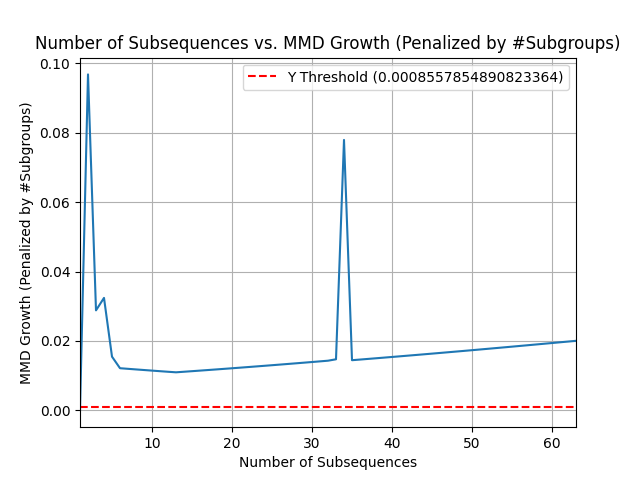 Number of Subsequences vs. MMD Growth (Penalized by #Subgroups)
Y Threshold (0.0008557854890823364)
MMD Growth (Penalized by #Subgroups)
0.10
0.08
0.06
0.04
0.02
0.00
10 20 30 40 50 60
Number of Subsequences